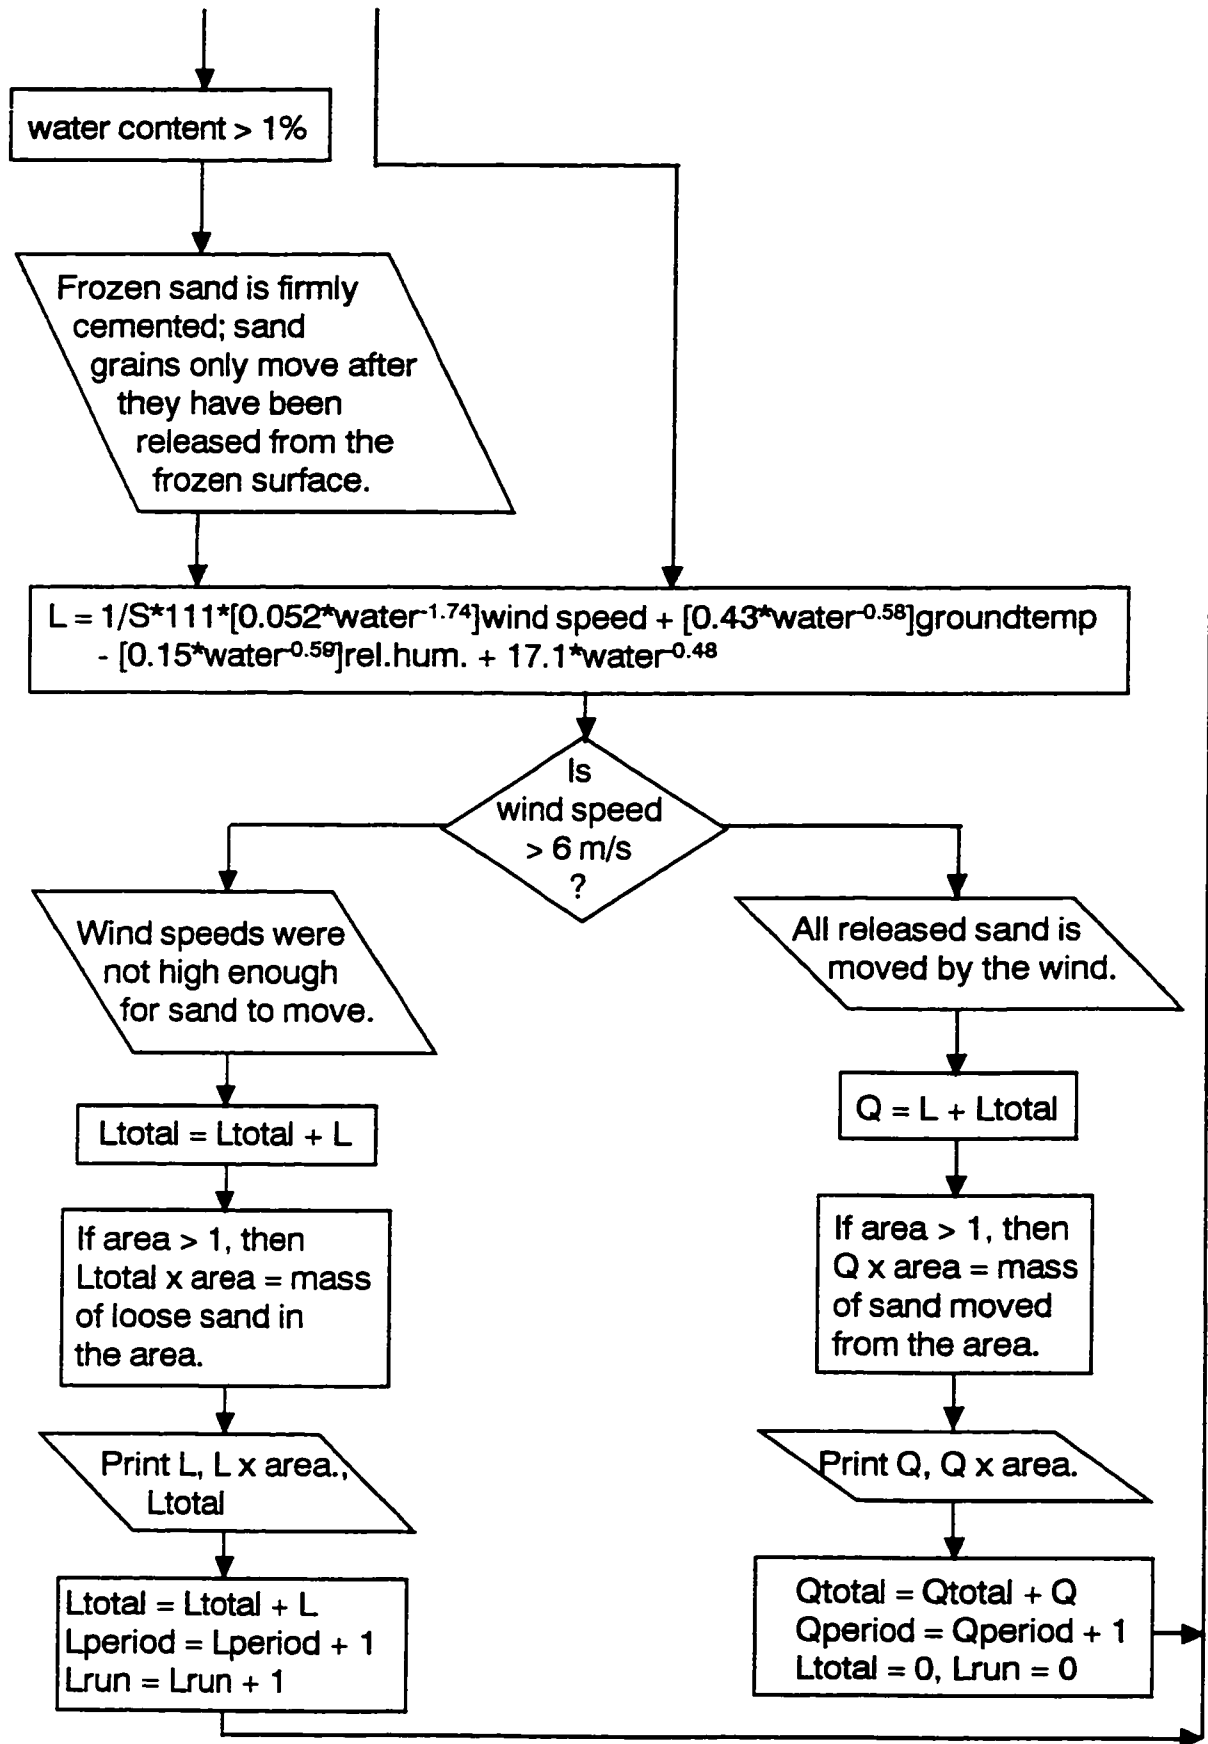 water content > 1%
Frozen sand is firmly
cemented; sand
grains only move after
they have been
released from the
frozen surface.
L = 1/S*111*[0.052*water-1.74]wind speed + [0.43*water-0.58]groundtemp
- [0.15*water-0.59]rel.hum. + 17.1*water-0.48
Is
wind speed
> 6 m/s
?
Wind speeds were
not high enough
for sand to move.
Ltotal = Ltotal + L
If area > 1, then
Ltotal x area = mass
of loose sand in
the area.
Print L, L x area.,
Ltotal
Ltotal = Ltotal + L
Lperiod = Lperiod + 1
Lrun = Lrun + 1
All released sand is
moved by the wind.
Q = L + Ltotal
If area > 1, then
Q x area = mass
of sand moved
from the area.
Print Q, Q x area.
Qtotal = Qtotal + Q
Qperiod = Qperiod + 1
Ltotal = 0, Lrun = 0